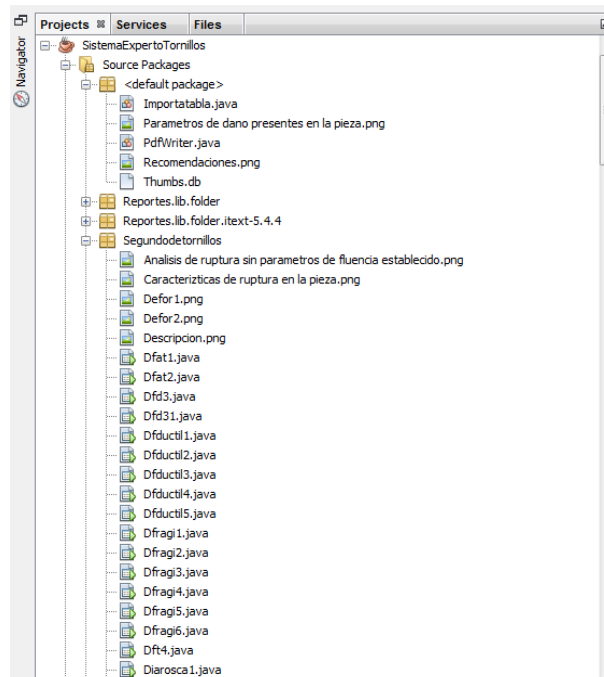 Projects Services Files
Navigator
SistemaExpertoTornillos
Source Packages
<default package>
Importatabla.java
Parametros de dano presentes en la pieza.png
PdfWriter.java
Recomendaciones.png
Thumbs.db
Reportes.lib.folder
Reportes.lib.folder.itext-5.4.4
Segundodetornillos
Analisis de ruptura sin parametros de fluencia establecido.png
Caracterizticas de ruptura en la pieza.png
Defor1.png
Defor2.png
Descripcion.png
Dfat1.java
Dfat2.java
Dfd3.java
Dfd31.java
Dfductil1.java
Dfductil2.java
Dfductil3.java
Dfductil4.java
Dfductil5.java
Dfragi1.java
Dfragi2.java
Dfragi3.java
Dfragi4.java
Dfragi5.java
Dfragi6.java
Dft4.java
Diarosca1.java